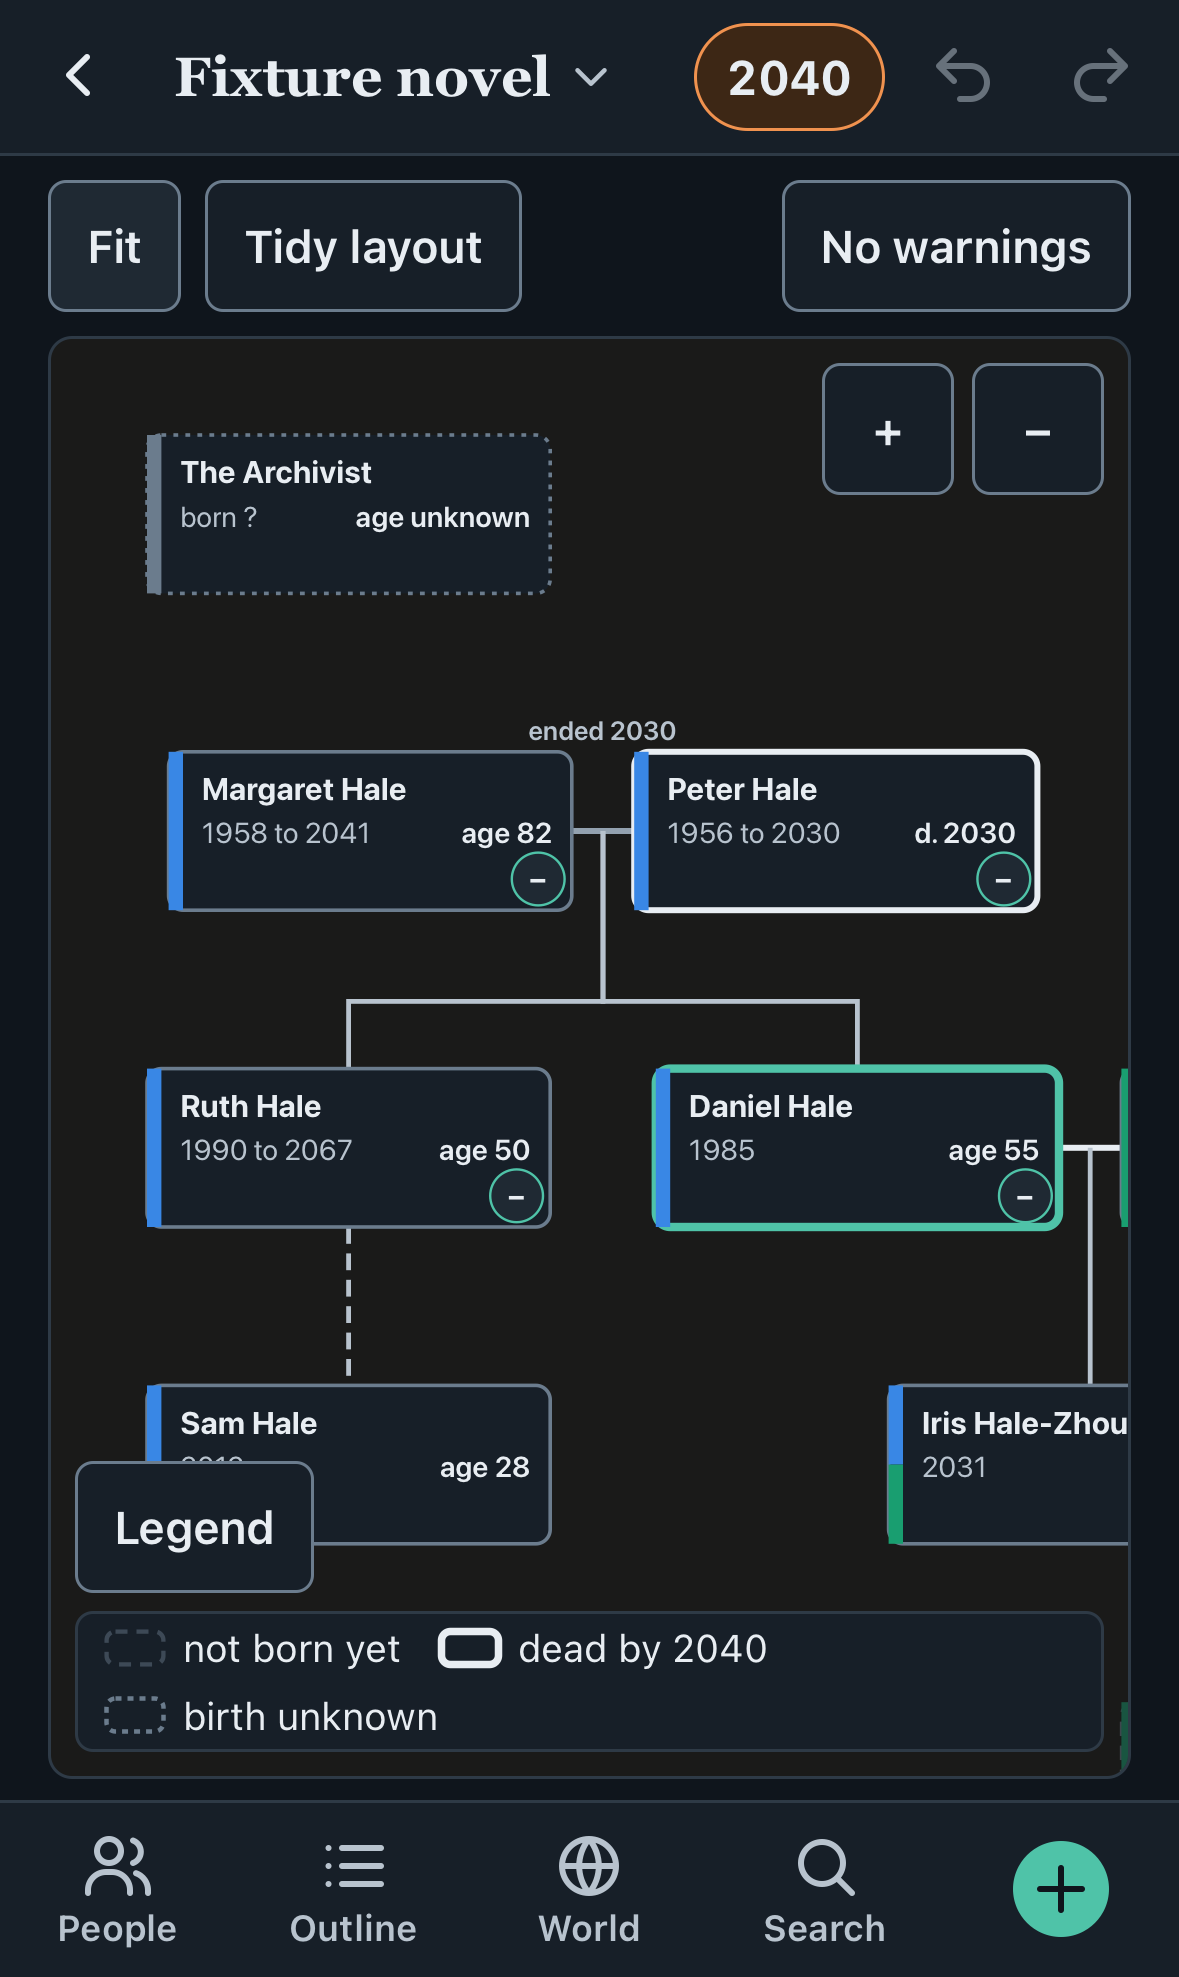 Fixture novel
2040
Fit
Tidy layout
No warnings
+
−
The Archivist
born ?
age unknown
ended 2030
Margaret Hale
1958 to 2041
age 82
−
Peter Hale
1956 to 2030
d. 2030
−
Ruth Hale
1990 to 2067
age 50
−
Daniel Hale
1985
age 55
−
Sam Hale
age 28
Iris Hale-Zhou
2031
Legend
not born yet
dead by 2040
birth unknown
People
Outline
World
Search